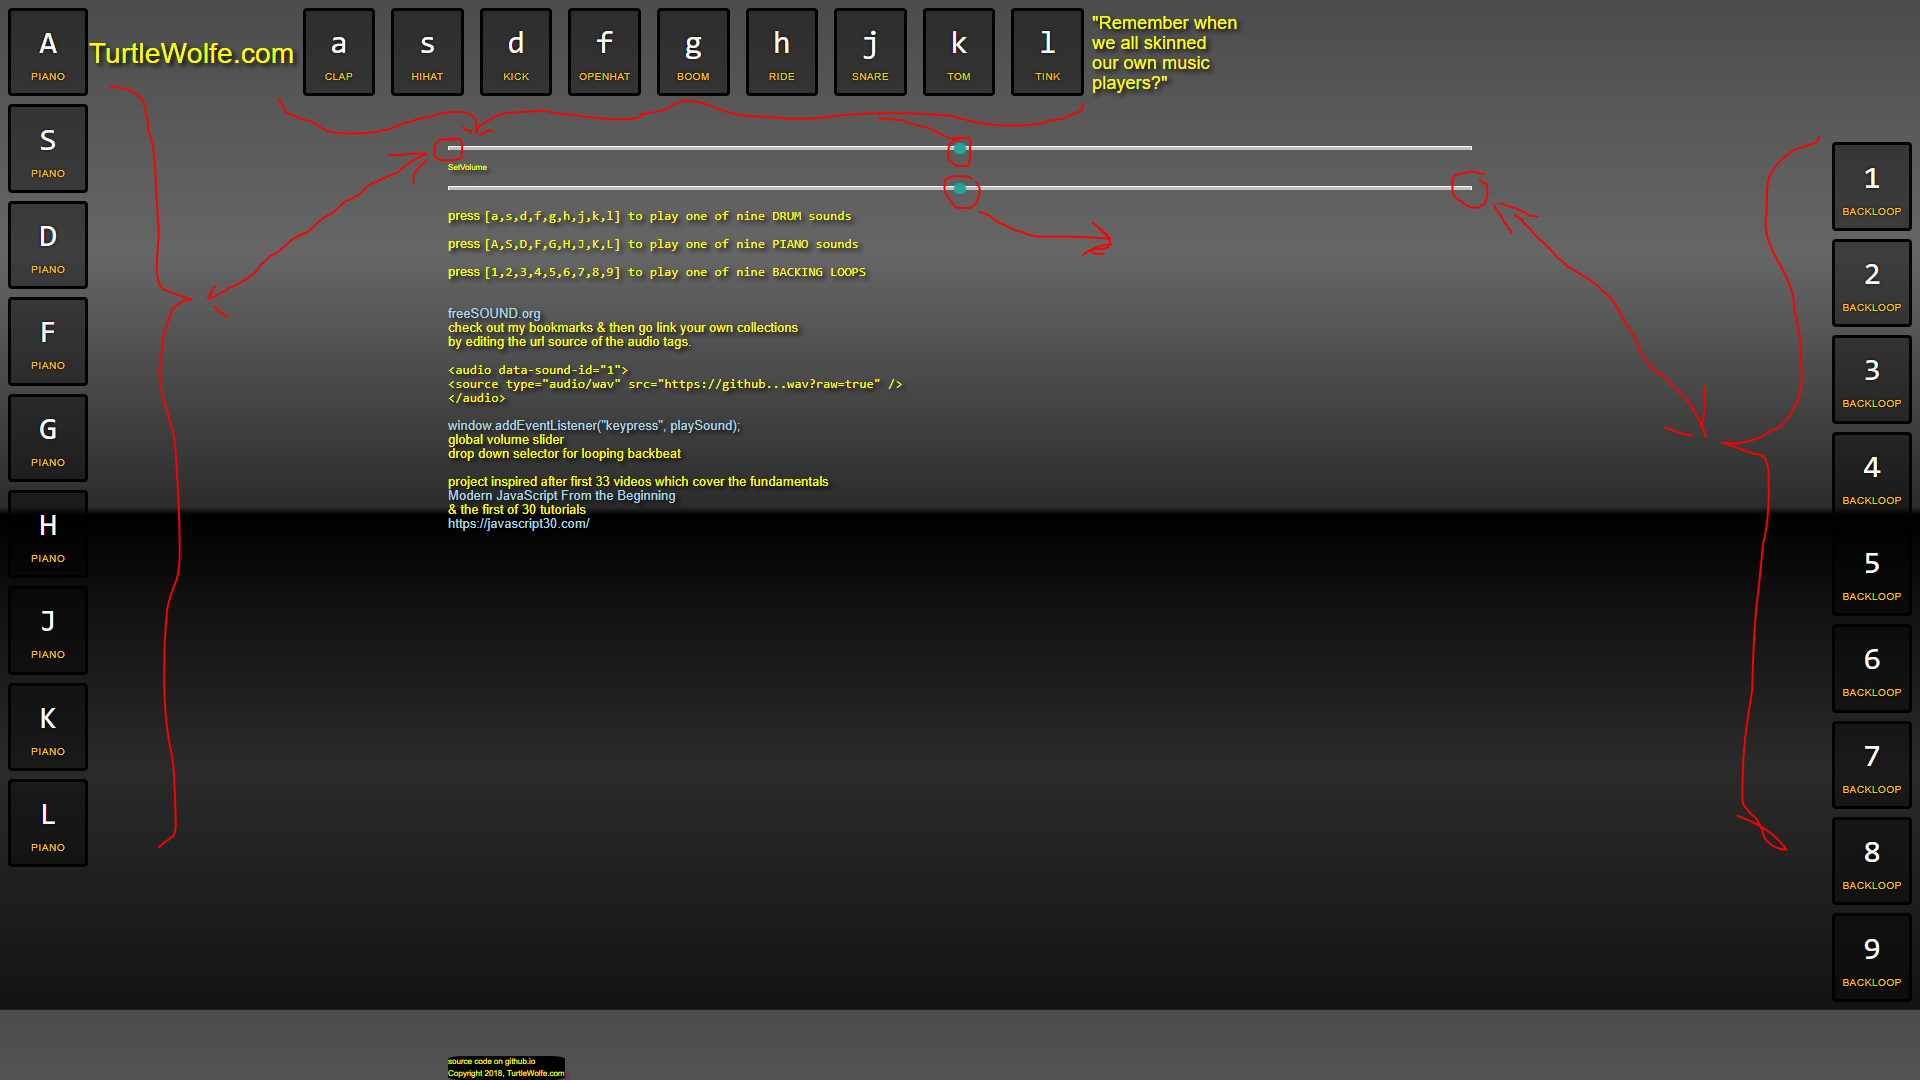 A
PIANO
TurtleWolfe.com
a
CLAP
s
HIHAT
d
KICK
f
OPENHAT
g
BOOM
h
RIDE
j
SNARE
k
TOM
l
TINK
"Remember when
we all skinned
our own music
players?"
S
PIANO
D
PIANO
F
PIANO
G
PIANO
H
PIANO
J
PIANO
K
PIANO
L
PIANO
SetVolume
press [a,s,d,f,g,h,j,k,l] to play one of nine DRUM sounds
press [A,S,D,F,G,H,J,K,L] to play one of nine PIANO sounds
press [1,2,3,4,5,6,7,8,9] to play one of nine BACKING LOOPS
freeSOUND.org
check out my bookmarks & then go link your own collections
by editing the url source of the audio tags.
<audio data-sound-id="1">
<source type="audio/wav" src="https://github...wav?raw=true" />
</audio>
window.addEventListener("keypress", playSound);
global volume slider
drop down selector for looping backbeat
project inspired after first 33 videos which cover the fundamentals
Modern JavaScript From the Beginning
& the first of 30 tutorials
https://javascript30.com/
1
BACKLOOP
2
BACKLOOP
3
BACKLOOP
4
BACKLOOP
5
BACKLOOP
6
BACKLOOP
7
BACKLOOP
8
BACKLOOP
9
BACKLOOP
source code on github.io
Copyright 2018, TurtleWolfe.com